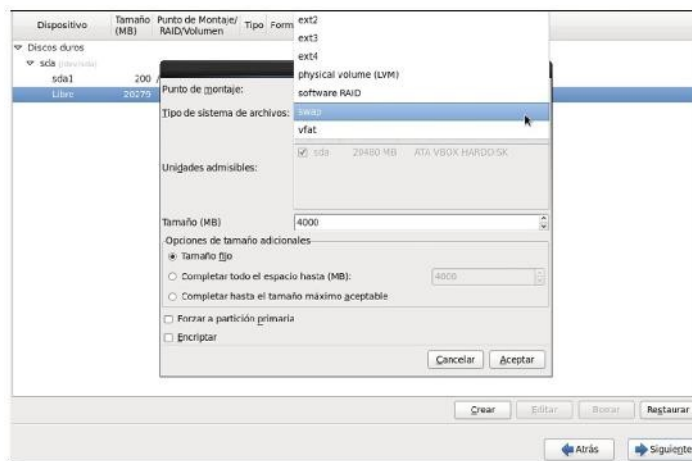 Dispositivo Tamaño (MB) Punto de Montaje/ RAID/Volumen Tipo Form
Discos duros
sda
sda1 200 /
Libre 20279
ext2
ext3
ext4
physical volume (LVM)
software RAID
swap
vfat
Punto de montaje:
Tipo de sistema de archivos:
Unidades admisibles:
sda 29480 MB ATA VBOX HARDDISK
Tamaño (MB) 4000
Opciones de tamaño adicionales
Tamaño fijo
Completar todo el espacio hasta (MB): 4000
Completar hasta el tamaño máximo aceptable
Forzar a partición primaria
Encriptar
Cancelar Aceptar
Crear Editar Borrar Restaurar
Atrás Siguiente